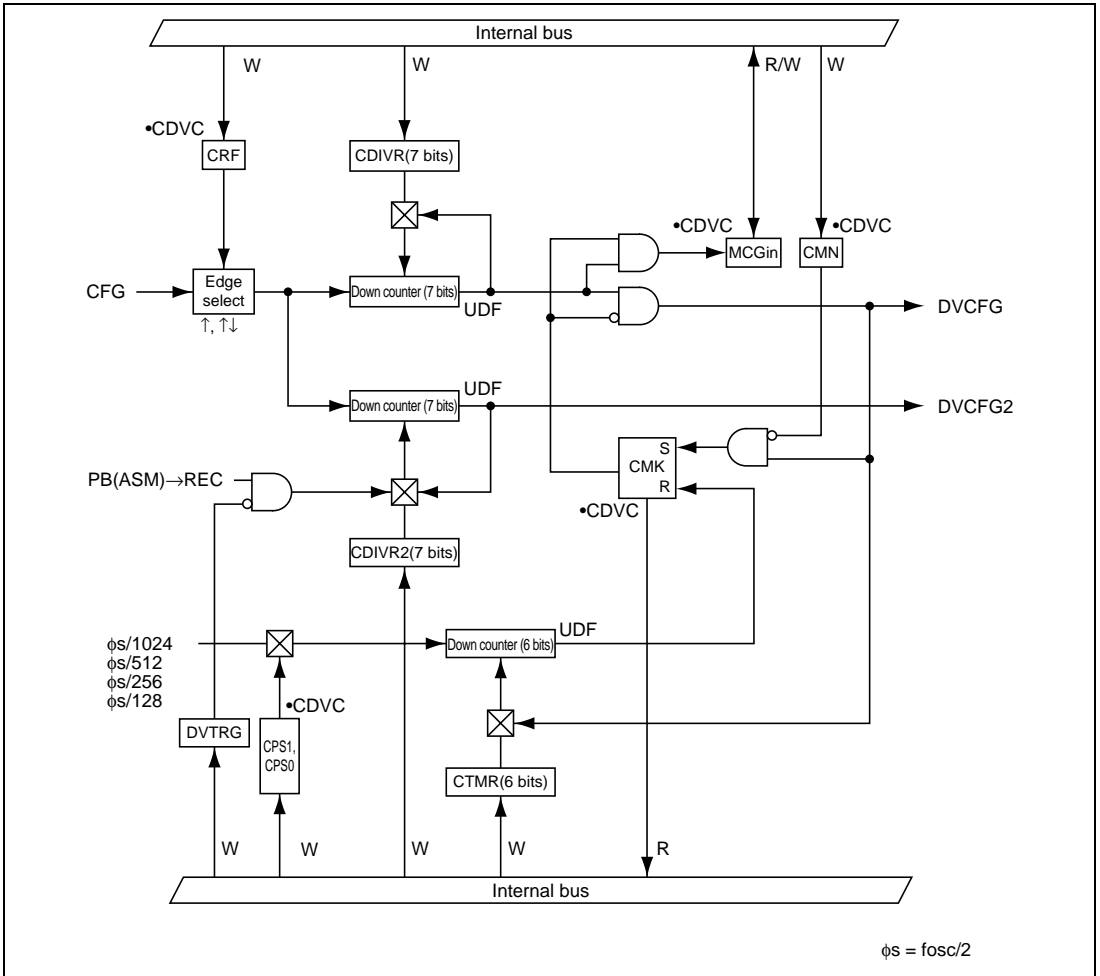 Internal bus
W
W
R/W
W
•CDVC
CRF
CDIVR(7 bits)
•CDVC
MCGin
•CDVC
CMN
CFG
Edge
select
↑, ↑↓
Down counter (7 bits)
UDF
DVCFG
Down counter (7 bits)
UDF
DVCFG2
S
CMK
R
•CDVC
PB(ASM)→REC
CDIVR2(7 bits)
ϕs/1024
ϕs/512
ϕs/256
ϕs/128
Down counter (6 bits)
UDF
•CDVC
DVTRG
CPS1,
CPS0
CTMR(6 bits)
W
W
W
W
R
Internal bus
ϕs = fosc/2